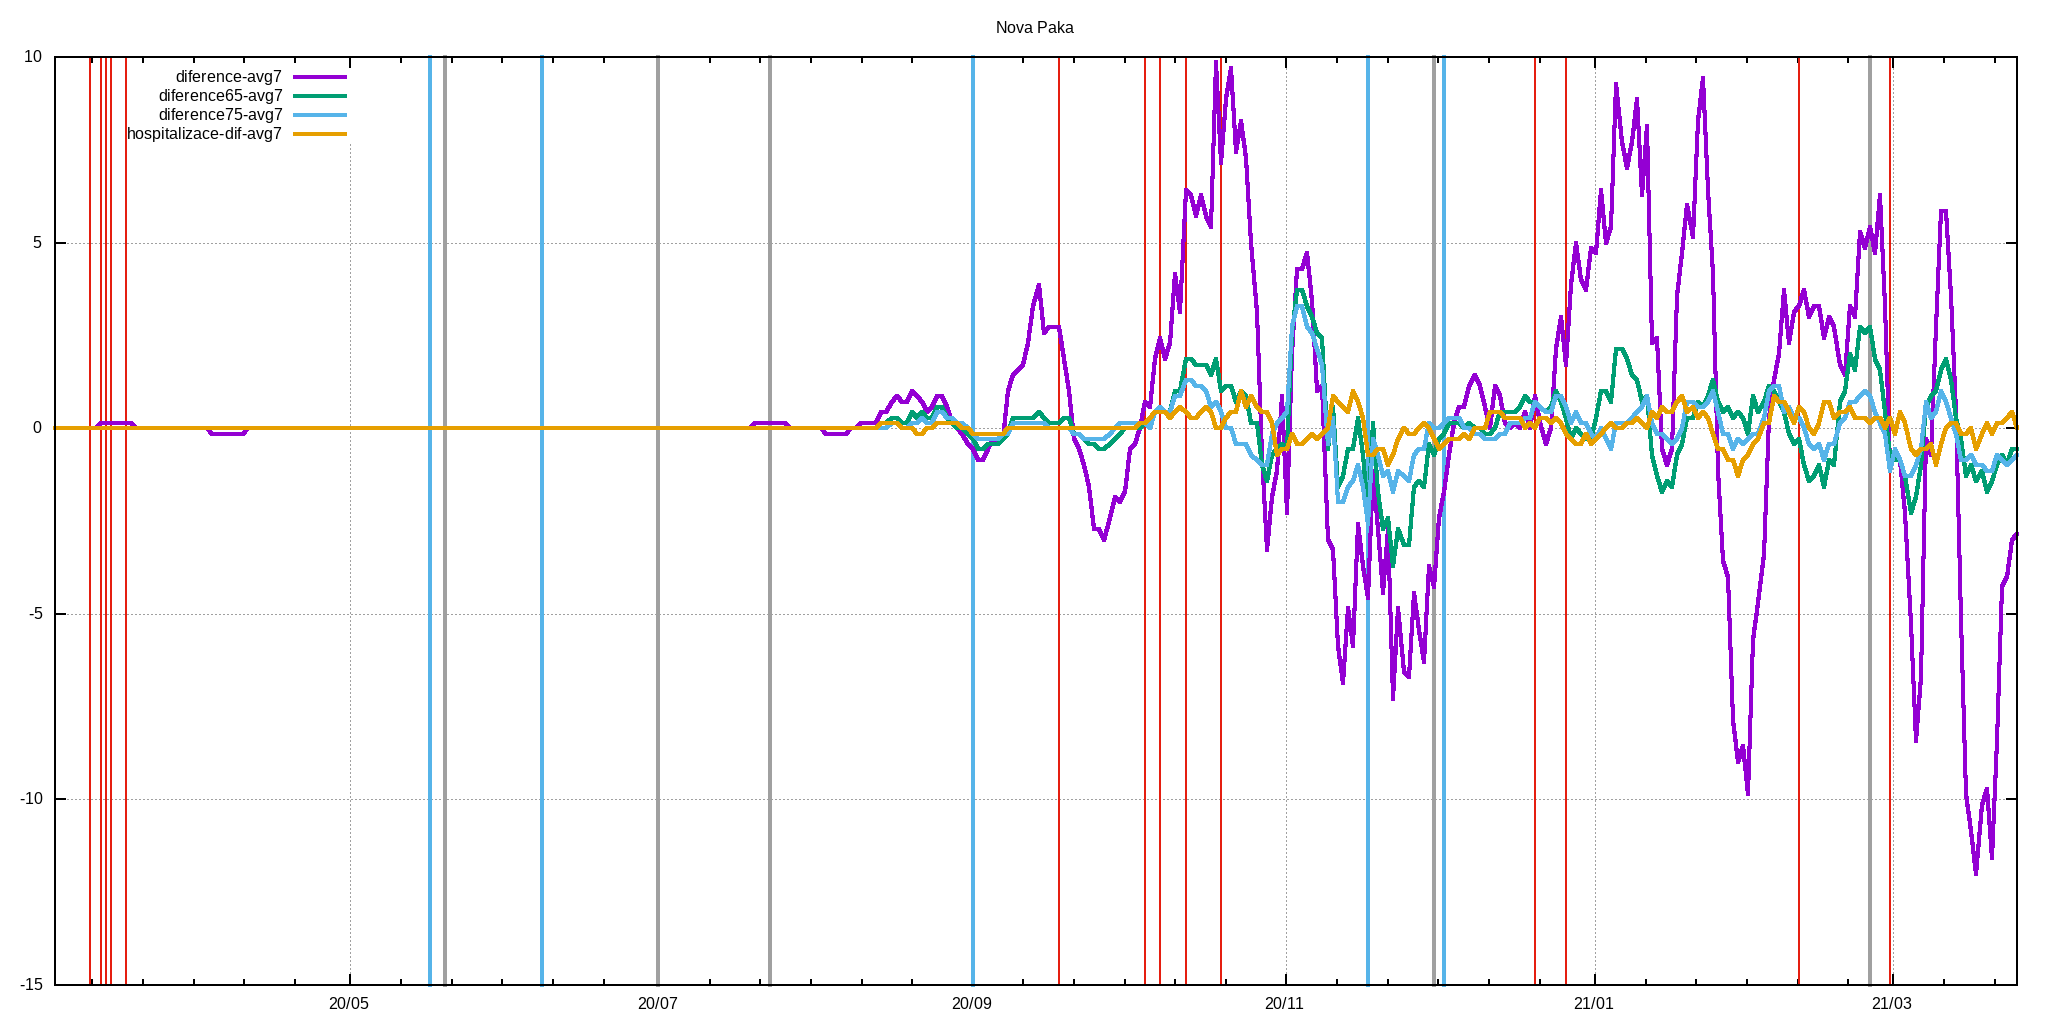 Nova Paka
diference-avg7
diference65-avg7
diference75-avg7
hospitalizace-dif-avg7
10
5
0
-5
-10
-15
20/05 20/07 20/09 20/11 21/01 21/03